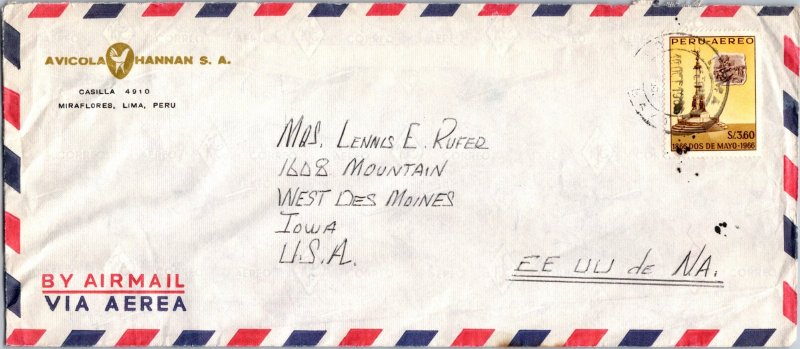 AVICOLA HANNAN S. A.
CASILLA 4910
MIRAFLORES, LIMA, PERU
PERU-AEREO
S/.3.60
1866 DOS DE MAYO-1966
MRS. LENNIS E. RUFER
1608 MOUNTAIN
WEST DES MOINES
IOWA
U.S.A.
EE UU de NA.
BY AIRMAIL
VIA AEREA